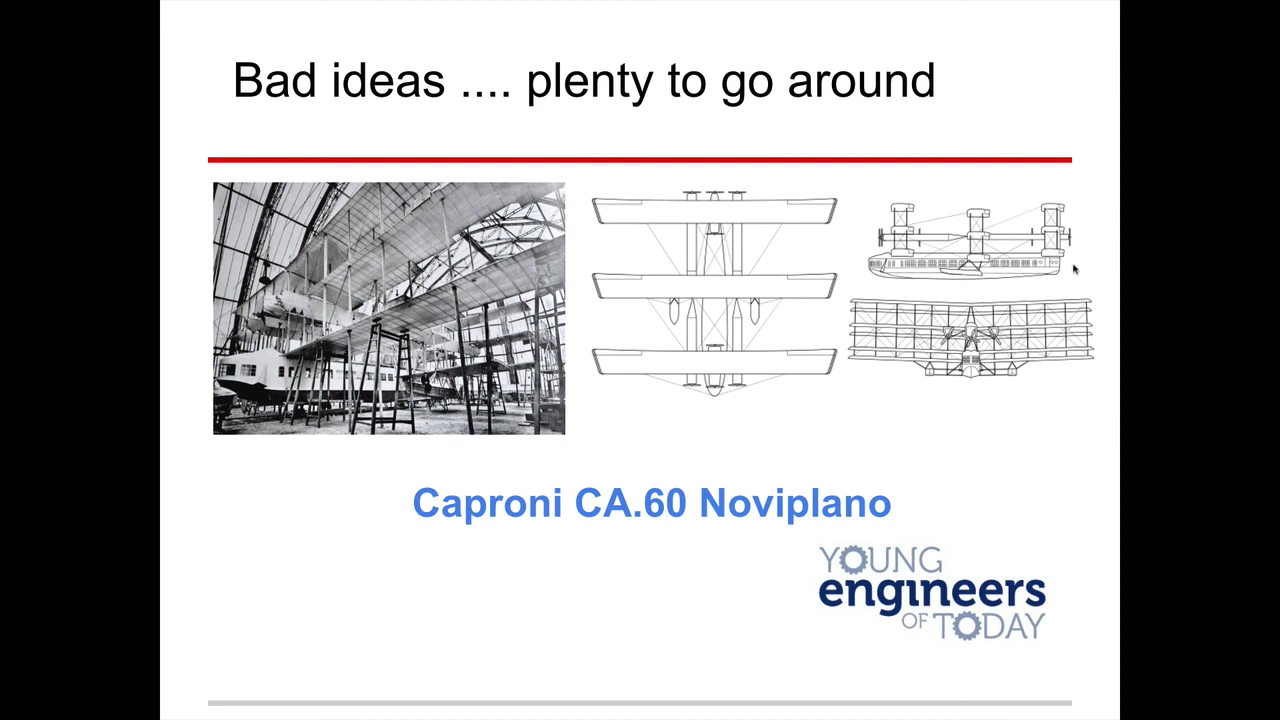 Bad ideas .... plenty to go around
Caproni CA.60 Noviplano
YOUNG
engineers
OF TODAY